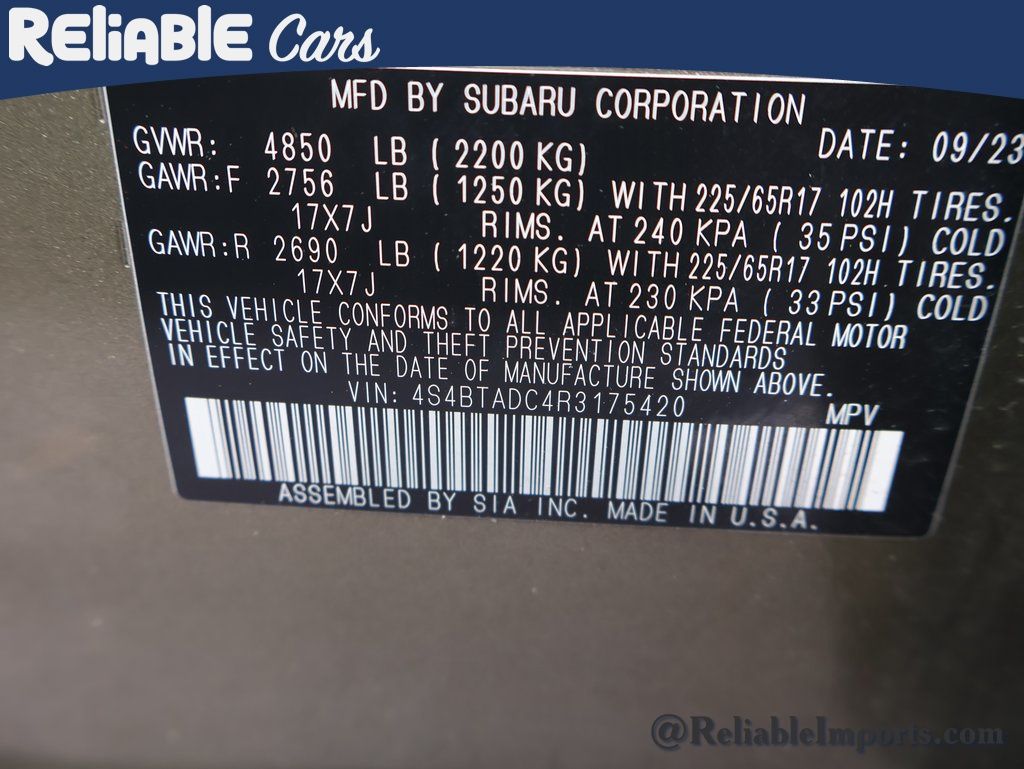 ReLiABLE Cars
MFD BY SUBARU CORPORATION
GVWR: 4850 LB ( 2200 KG) DATE: 09/23
GAWR:F 2756 LB ( 1250 KG) WITH 225/65R17 102H TIRES.
17X7J RIMS. AT 240 KPA ( 35 PSI) COLD
GAWR:R 2690 LB ( 1220 KG) WITH 225/65R17 102H TIRES.
17X7J RIMS. AT 230 KPA ( 33 PSI) COLD
THIS VEHICLE CONFORMS TO ALL APPLICABLE FEDERAL MOTOR
VEHICLE SAFETY AND THEFT PREVENTION STANDARDS
IN EFFECT ON THE DATE OF MANUFACTURE SHOWN ABOVE.
VIN: 4S4BTADC4R3175420 MPV
ASSEMBLED BY SIA INC. MADE IN U.S.A.
@ReliableImports.com